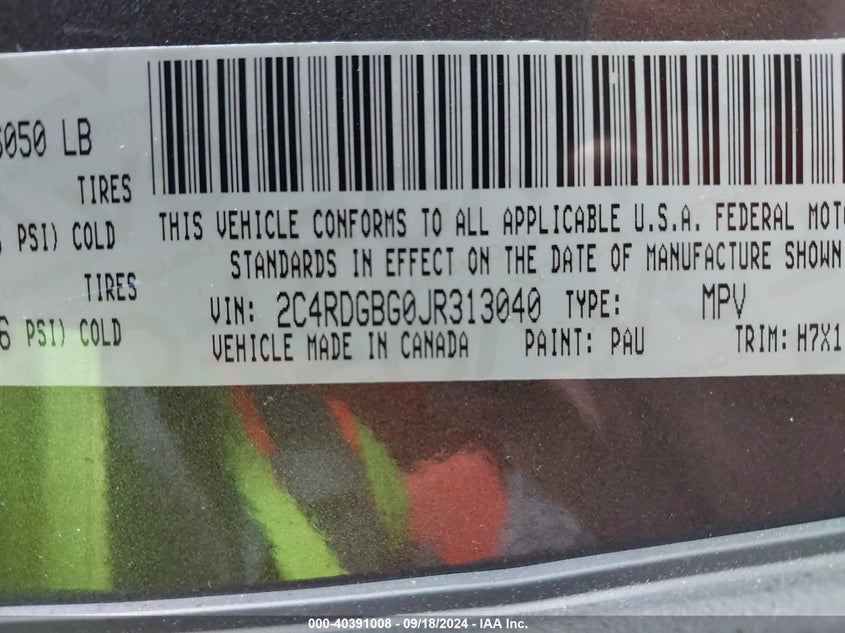 6050 LB
TIRES
PSI) COLD
TIRES
6 PSI) COLD
THIS VEHICLE CONFORMS TO ALL APPLICABLE U.S.A. FEDERAL MOTO
STANDARDS IN EFFECT ON THE DATE OF MANUFACTURE SHOWN
VIN: 2C4RDGBG0JR313040 TYPE: MPV
VEHICLE MADE IN CANADA PAINT: PAU TRIM: H7X1
000-40391008 - 09/18/2024 - IAA Inc.